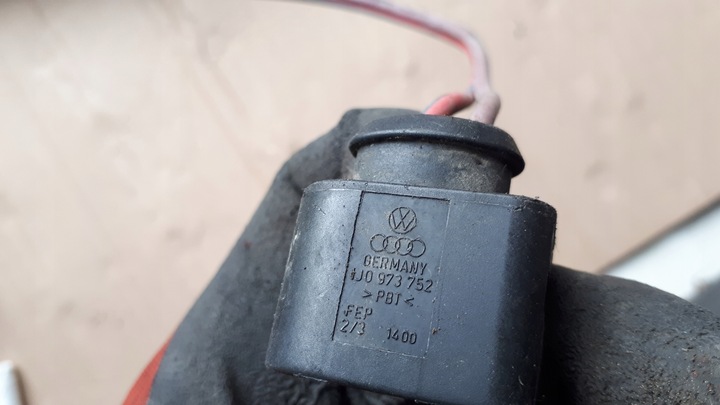 GERMANY
1J0 973 752
> PBT <
FEP
2/3 1400